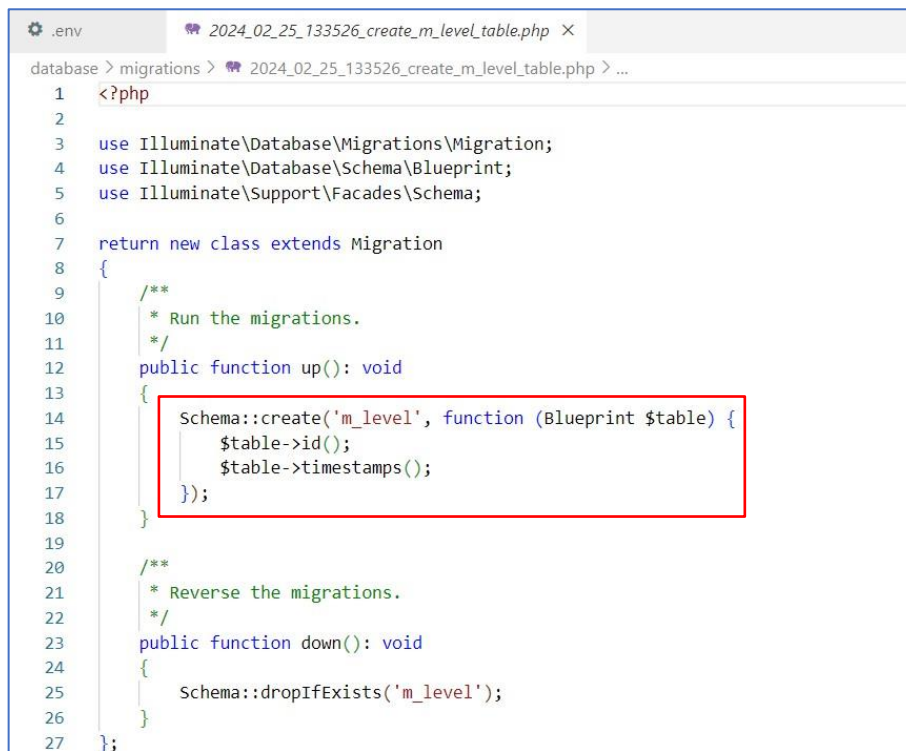 .env 2024_02_25_133526_create_m_level_table.php ×
database > migrations > 2024_02_25_133526_create_m_level_table.php > ...
1 <?php
2
3 use Illuminate\Database\Migrations\Migration;
4 use Illuminate\Database\Schema\Blueprint;
5 use Illuminate\Support\Facades\Schema;
6
7 return new class extends Migration
8 {
9     /**
10      * Run the migrations.
11      */
12     public function up(): void
13     {
14         Schema::create('m_level', function (Blueprint $table) {
15             $table->id();
16             $table->timestamps();
17         });
18     }
19
20     /**
21      * Reverse the migrations.
22      */
23     public function down(): void
24     {
25         Schema::dropIfExists('m_level');
26     }
27 };